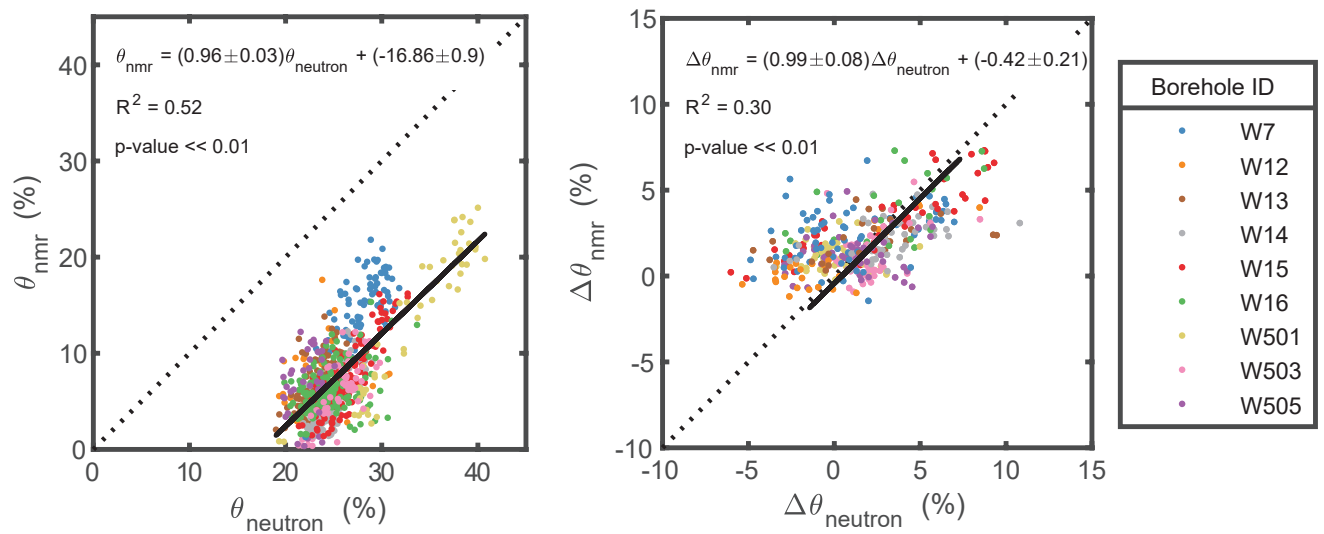 θnmr = (0.96±0.03)θneutron + (-16.86±0.9)
R2 = 0.52
p-value << 0.01
40
30
20
10
0
0 10 20 30 40
θnmr (%)
θneutron (%)
Δθnmr = (0.99±0.08)Δθneutron + (-0.42±0.21)
R2 = 0.30
p-value << 0.01
15
10
5
0
-5
-10
-10 -5 0 5 10 15
Δθnmr (%)
Δθneutron (%)
Borehole ID
W7
W12
W13
W14
W15
W16
W501
W503
W505